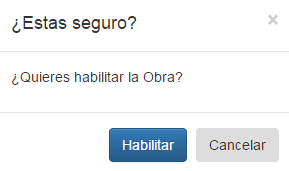 ¿Estas seguro?
×
¿Quieres habilitar la Obra?
Habilitar
Cancelar